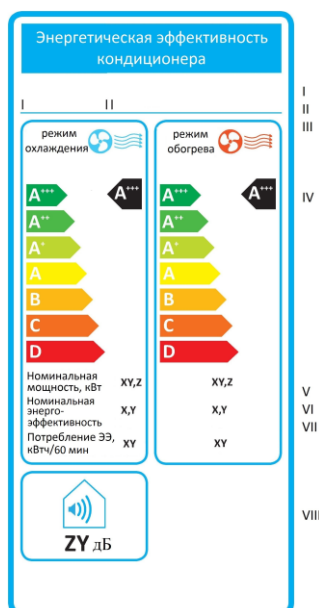 Энергетическая эффективность
кондиционера
I II
I
II
III
режим
охлаждения
режим
обогрева
A+++ A+++ A+++ A+++
IV
A++ A++
A+ A+
A A
B B
C C
D D
Номинальная
мощность, кВт XY,Z XY,Z
V
Номинальная
энерго-
эффективность X,Y X,Y
VI
Потребление ЭЭ,
кВтч/60 мин XY XY
VII
ZY дБ
VIII